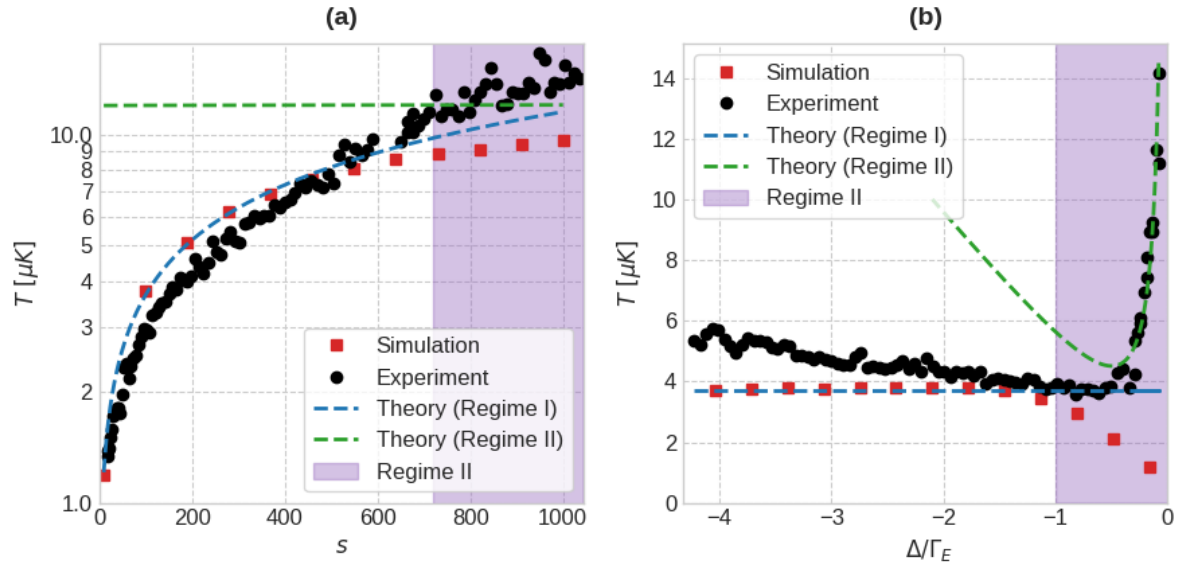 (a)
T [μK]
10.0
9
8
7
6
5
4
3
2
1.0
0
200
400
600
800
1000
s
Simulation
Experiment
Theory (Regime I)
Theory (Regime II)
Regime II
(b)
T [μK]
14
12
10
8
6
4
2
0
−4
−3
−2
−1
0
Δ/Γ_E
Simulation
Experiment
Theory (Regime I)
Theory (Regime II)
Regime II